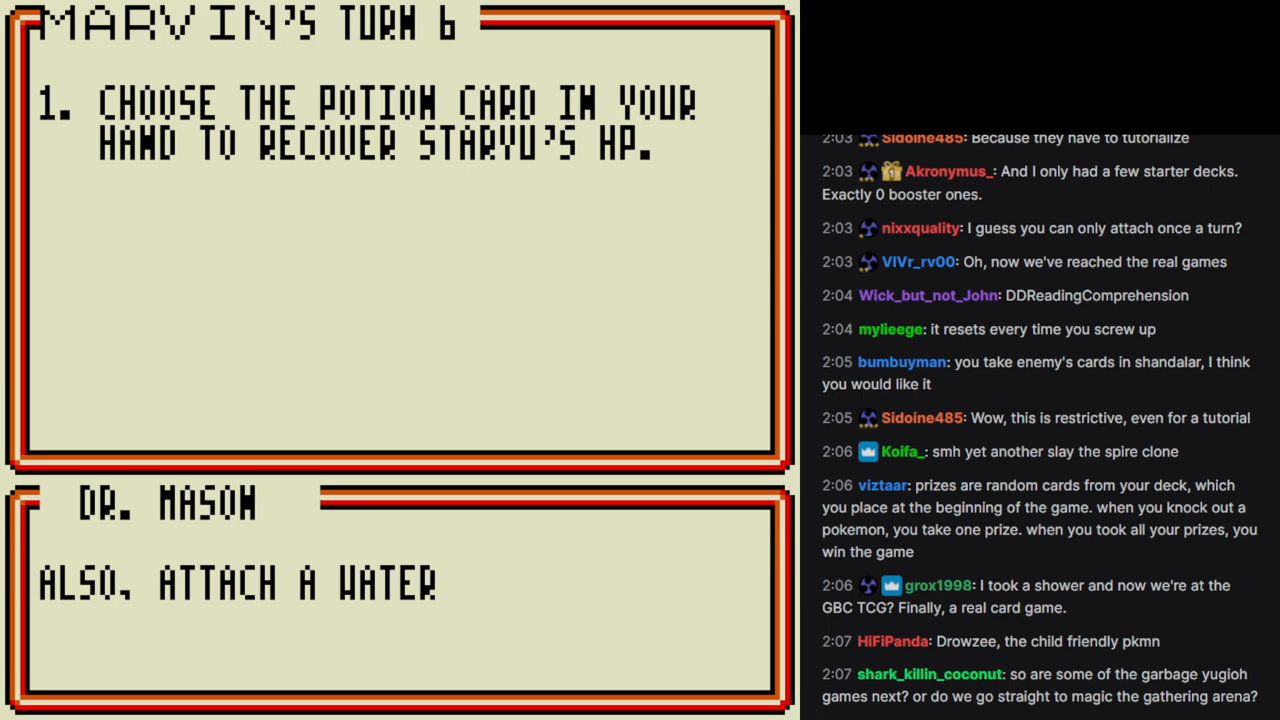 MARVIN'S TURN 6
1. CHOOSE THE POTION CARD IN YOUR
HAND TO RECOVER STARYU'S HP.
DR. MASON
ALSO, ATTACH A WATER
2:03 Sidoine485: Because they have to tutorialize
2:03 Akronymus_: And I only had a few starter decks.
Exactly 0 booster ones.
2:03 nixxquality: I guess you can only attach once a turn?
2:03 VIVr_rv00: Oh, now we've reached the real games
2:04 Wick_but_not_John: DDReadingComprehension
2:04 mylieege: it resets every time you screw up
2:05 bumbuyman: you take enemy's cards in shandalar, I think
you would like it
2:05 Sidoine485: Wow, this is restrictive, even for a tutorial
2:06 Koifa_: smh yet another slay the spire clone
2:06 viztaar: prizes are random cards from your deck, which
you place at the beginning of the game. when you knock out a
pokemon, you take one prize. when you took all your prizes, you
win the game
2:06 grox1998: I took a shower and now we're at the
GBC TCG? Finally, a real card game.
2:07 HiFiPanda: Drowzee, the child friendly pkmn
2:07 shark_killin_coconut: so are some of the garbage yugioh
games next? or do we go straight to magic the gathering arena?